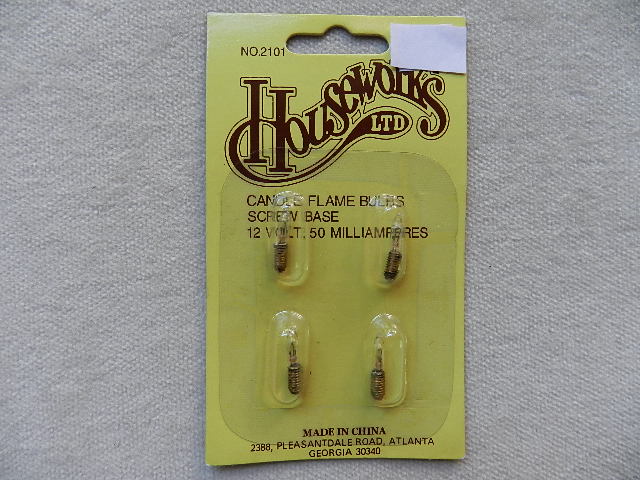 NO.2101
HOUSEWORKS
LTD
CANDLE FLAME BULBS
SCREW BASE
12 VOLT, 50 MILLIAMPERES
MADE IN CHINA
2388, PLEASANTDALE ROAD, ATLANTA
GEORGIA 30340